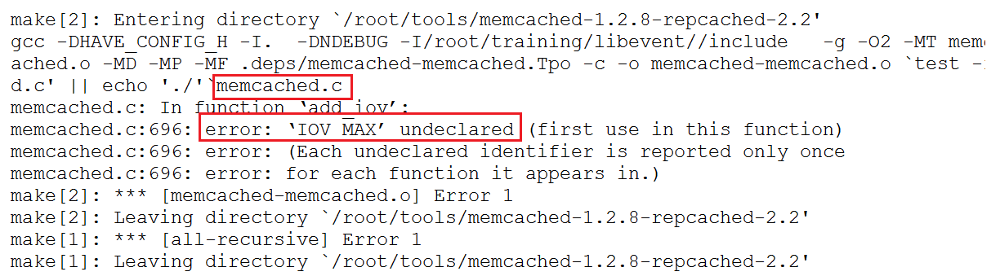 make[2]: Entering directory `/root/tools/memcached-1.2.8-repcached-2.2'
gcc -DHAVE_CONFIG_H -I.  -DNDEBUG -I/root/training/libevent//include   -g -O2 -MT mem
ached.o -MD -MP -MF .deps/memcached-memcached.Tpo -c -o memcached-memcached.o `test -
d.c' || echo './'`memcached.c
memcached.c: In function ‘add_iov’:
memcached.c:696: error: ‘IOV_MAX’ undeclared (first use in this function)
memcached.c:696: error: (Each undeclared identifier is reported only once
memcached.c:696: error: for each function it appears in.)
make[2]: *** [memcached-memcached.o] Error 1
make[2]: Leaving directory `/root/tools/memcached-1.2.8-repcached-2.2'
make[1]: *** [all-recursive] Error 1
make[1]: Leaving directory `/root/tools/memcached-1.2.8-repcached-2.2'